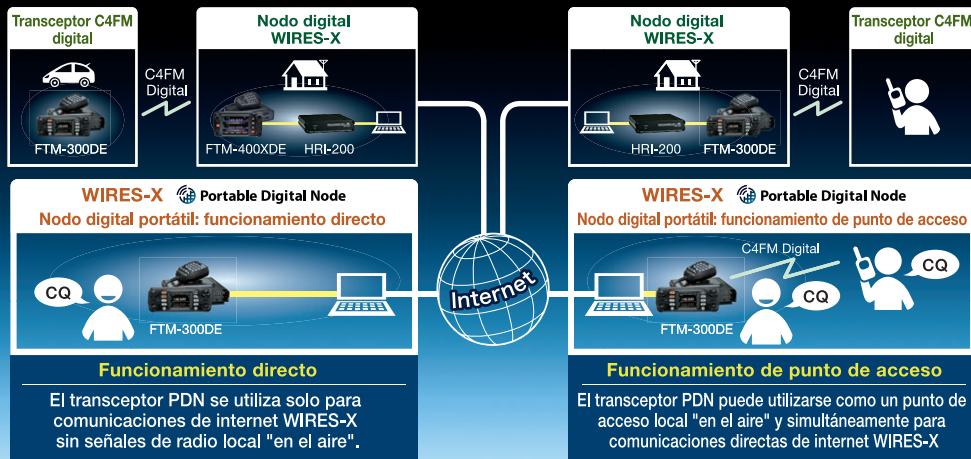 Transceptor C4FM
digital
FTM-300DE
C4FM
Digital
Nodo digital
WIRES-X
FTM-400XDE
HRI-200
Nodo digital
WIRES-X
HRI-200
FTM-300DE
C4FM
Digital
Transceptor C4FM
digital
WIRES-X Portable Digital Node
Nodo digital portátil: funcionamiento directo
CQ
FTM-300DE
Internet
WIRES-X Portable Digital Node
Nodo digital portátil: funcionamiento de punto de acceso
C4FM Digital
FTM-300DE
CQ
CQ
Funcionamiento directo
El transceptor PDN se utiliza solo para
comunicaciones de internet WIRES-X
sin señales de radio local "en el aire".
Funcionamiento de punto de acceso
El transceptor PDN puede utilizarse como un punto de
acceso local "en el aire" y simultáneamente para
comunicaciones directas de internet WIRES-X